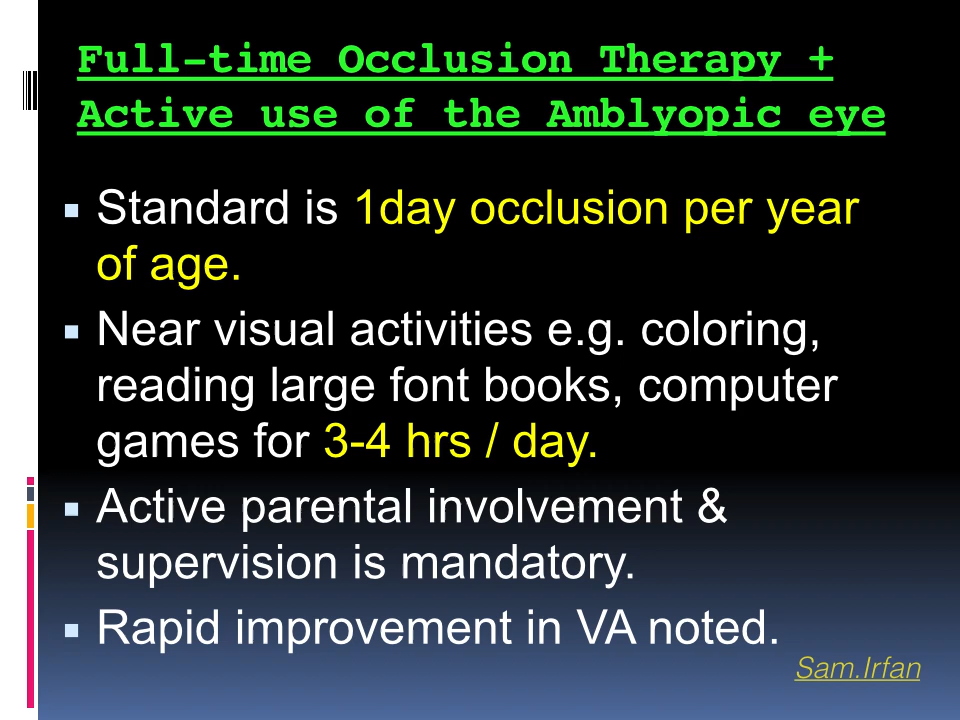 Full-time Occlusion Therapy +
Active use of the Amblyopic eye
▪ Standard is 1day occlusion per year
of age.
▪ Near visual activities e.g. coloring,
reading large font books, computer
games for 3-4 hrs / day.
▪ Active parental involvement &
supervision is mandatory.
▪ Rapid improvement in VA noted.
Sam.Irfan